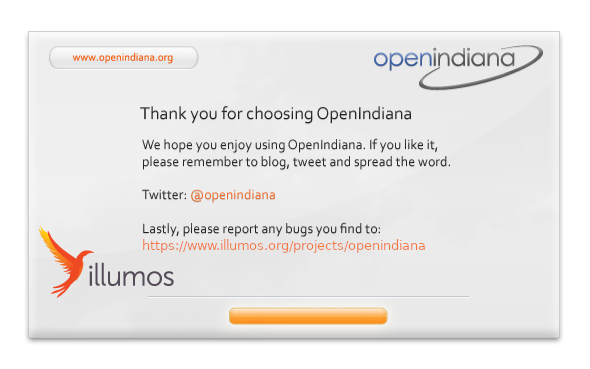 www.openindiana.org
openindiana
Thank you for choosing OpenIndiana
We hope you enjoy using OpenIndiana. If you like it,
please remember to blog, tweet and spread the word.
Twitter: @openindiana
Lastly, please report any bugs you find to:
https://www.illumos.org/projects/openindiana
illumos